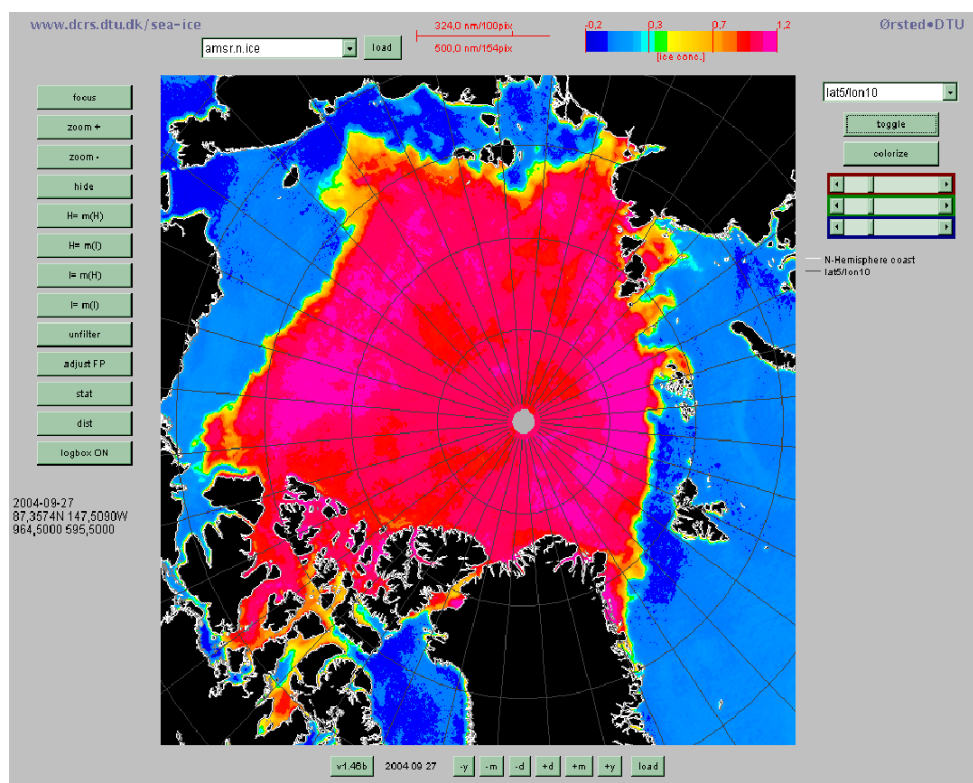 www.dcrs.dtu.dk/sea-ice
324,0 nm/100pix
-0,2 0,3 0,7 1,2
Ørsted•DTU
amsr.n.ice
load
500,0 nm/154pix
[ice conc.]
focus
zoom +
zoom -
hide
H= m(H)
H= m(I)
I= m(H)
I= m(I)
unfilter
adjust FP
stat
dist
logbox ON
2004-09-27
87,3574N 147,5090W
964,5000 595,5000
lat5/lon10
toggle
colorize
N-Hemisphere coast
lat5/lon10
v1.46b 2004 09 27 -y -m -d +d +m +y load